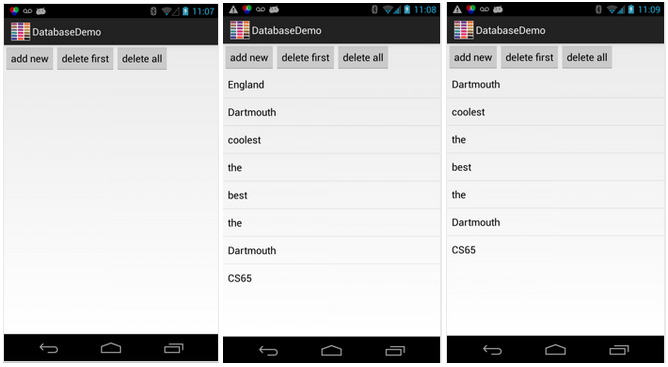 11:07
DatabaseDemo
add new delete first delete all
11:08
DatabaseDemo
add new delete first delete all
England
Dartmouth
coolest
the
best
the
Dartmouth
CS65
11:09
DatabaseDemo
add new delete first delete all
Dartmouth
coolest
the
best
the
Dartmouth
CS65